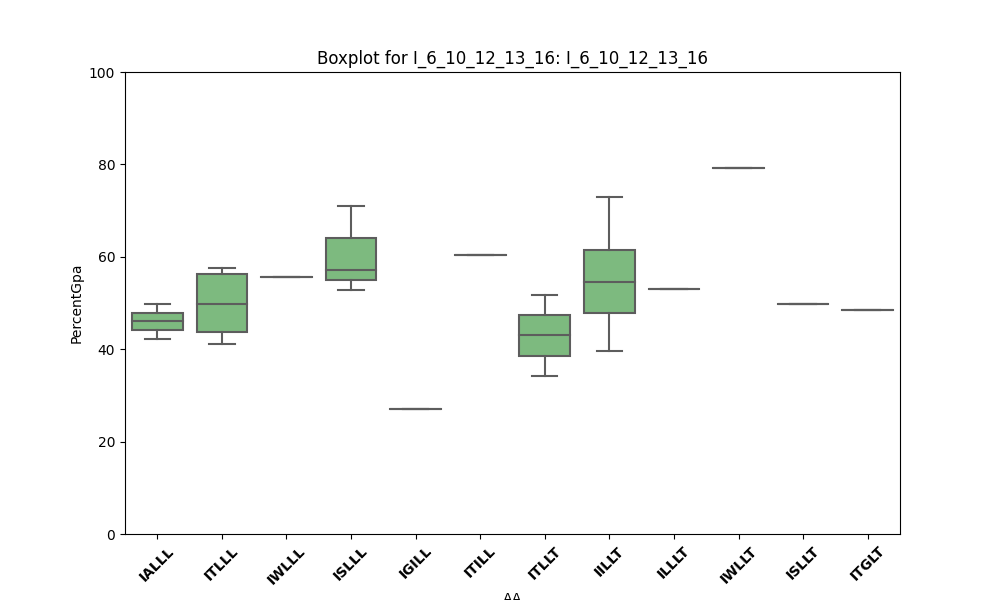 Boxplot for I_6_10_12_13_16: I_6_10_12_13_16
100
80
60
40
20
0
PercentGpa
IALLL
ITLLL
IWLLL
ISLLL
IGILL
ITILL
ITLLT
IILLT
ILLLT
IWLLT
ISLLT
ITGLT
AA